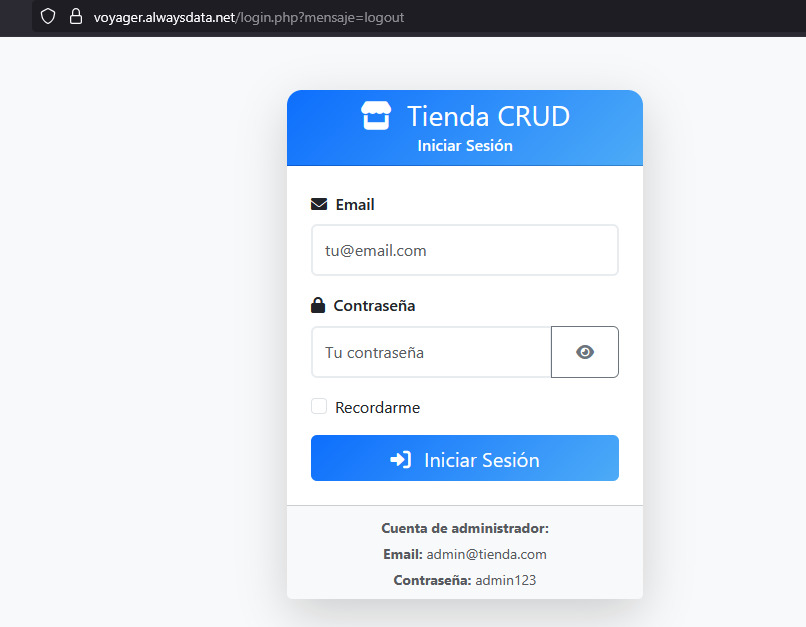 voyager.alwaysdata.net/login.php?mensaje=logout
Tienda CRUD
Iniciar Sesión
Email
tu@email.com
Contraseña
Tu contraseña
Recordarme
Iniciar Sesión
Cuenta de administrador:
Email: admin@tienda.com
Contraseña: admin123